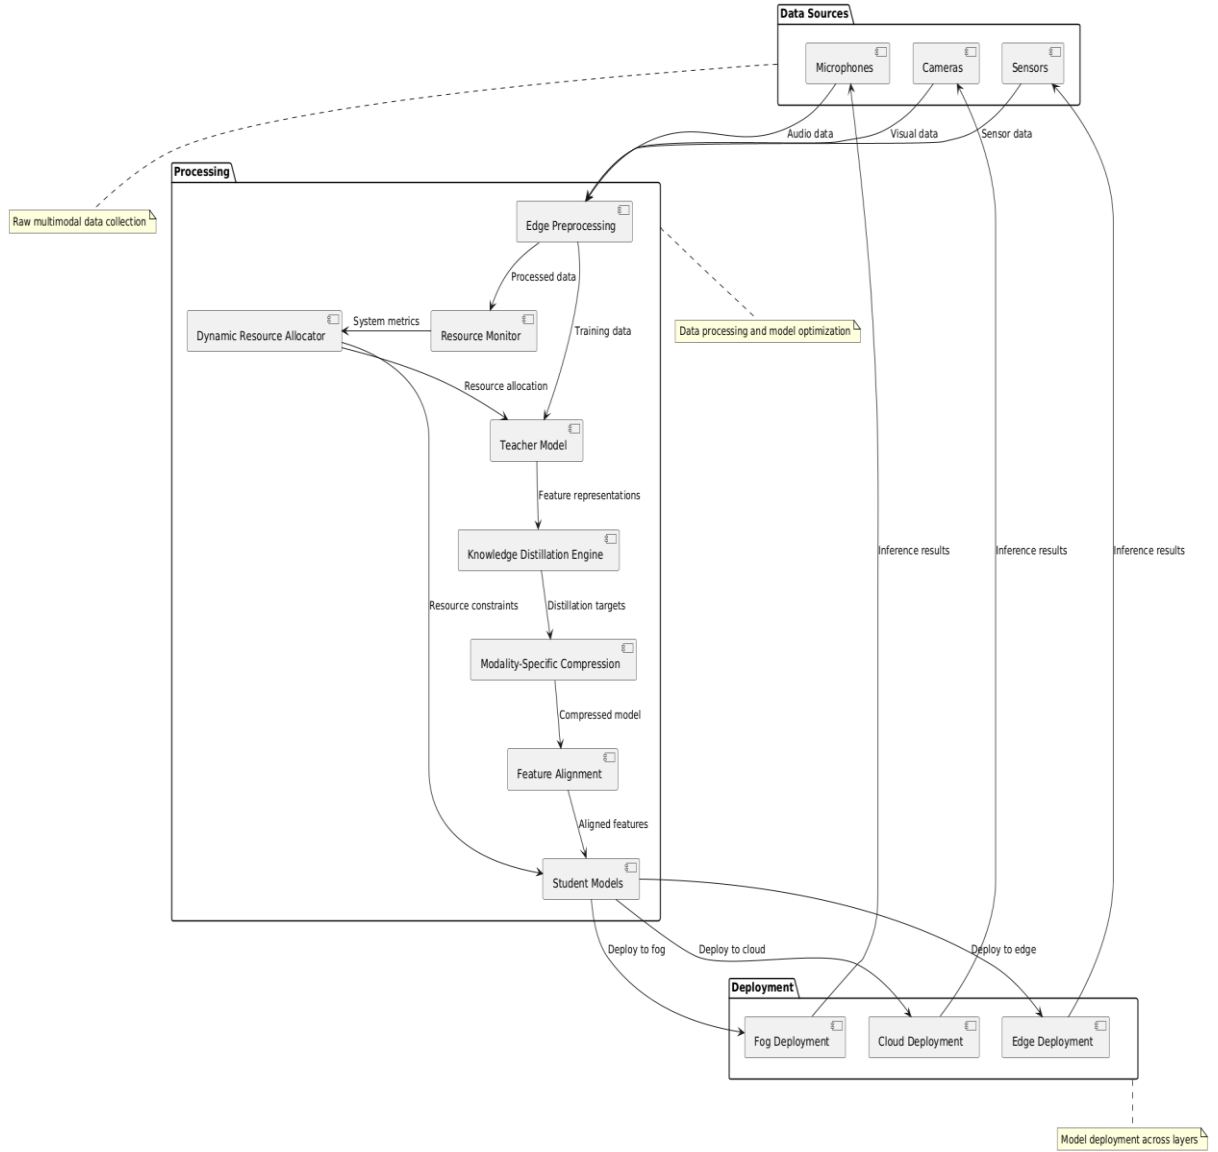 Data Sources
Microphones
Cameras
Sensors
Audio data
Visual data
Sensor data
Processing
Raw multimodal data collection
Edge Preprocessing
Processed data
Data processing and model optimization
System metrics
Training data
Dynamic Resource Allocator
Resource Monitor
Resource allocation
Teacher Model
Feature representations
Knowledge Distillation Engine
Inference results
Inference results
Inference results
Resource constraints
Distillation targets
Modality-Specific Compression
Compressed model
Feature Alignment
Aligned features
Student Models
Deploy to fog
Deploy to cloud
Deploy to edge
Deployment
Fog Deployment
Cloud Deployment
Edge Deployment
Model deployment across layers